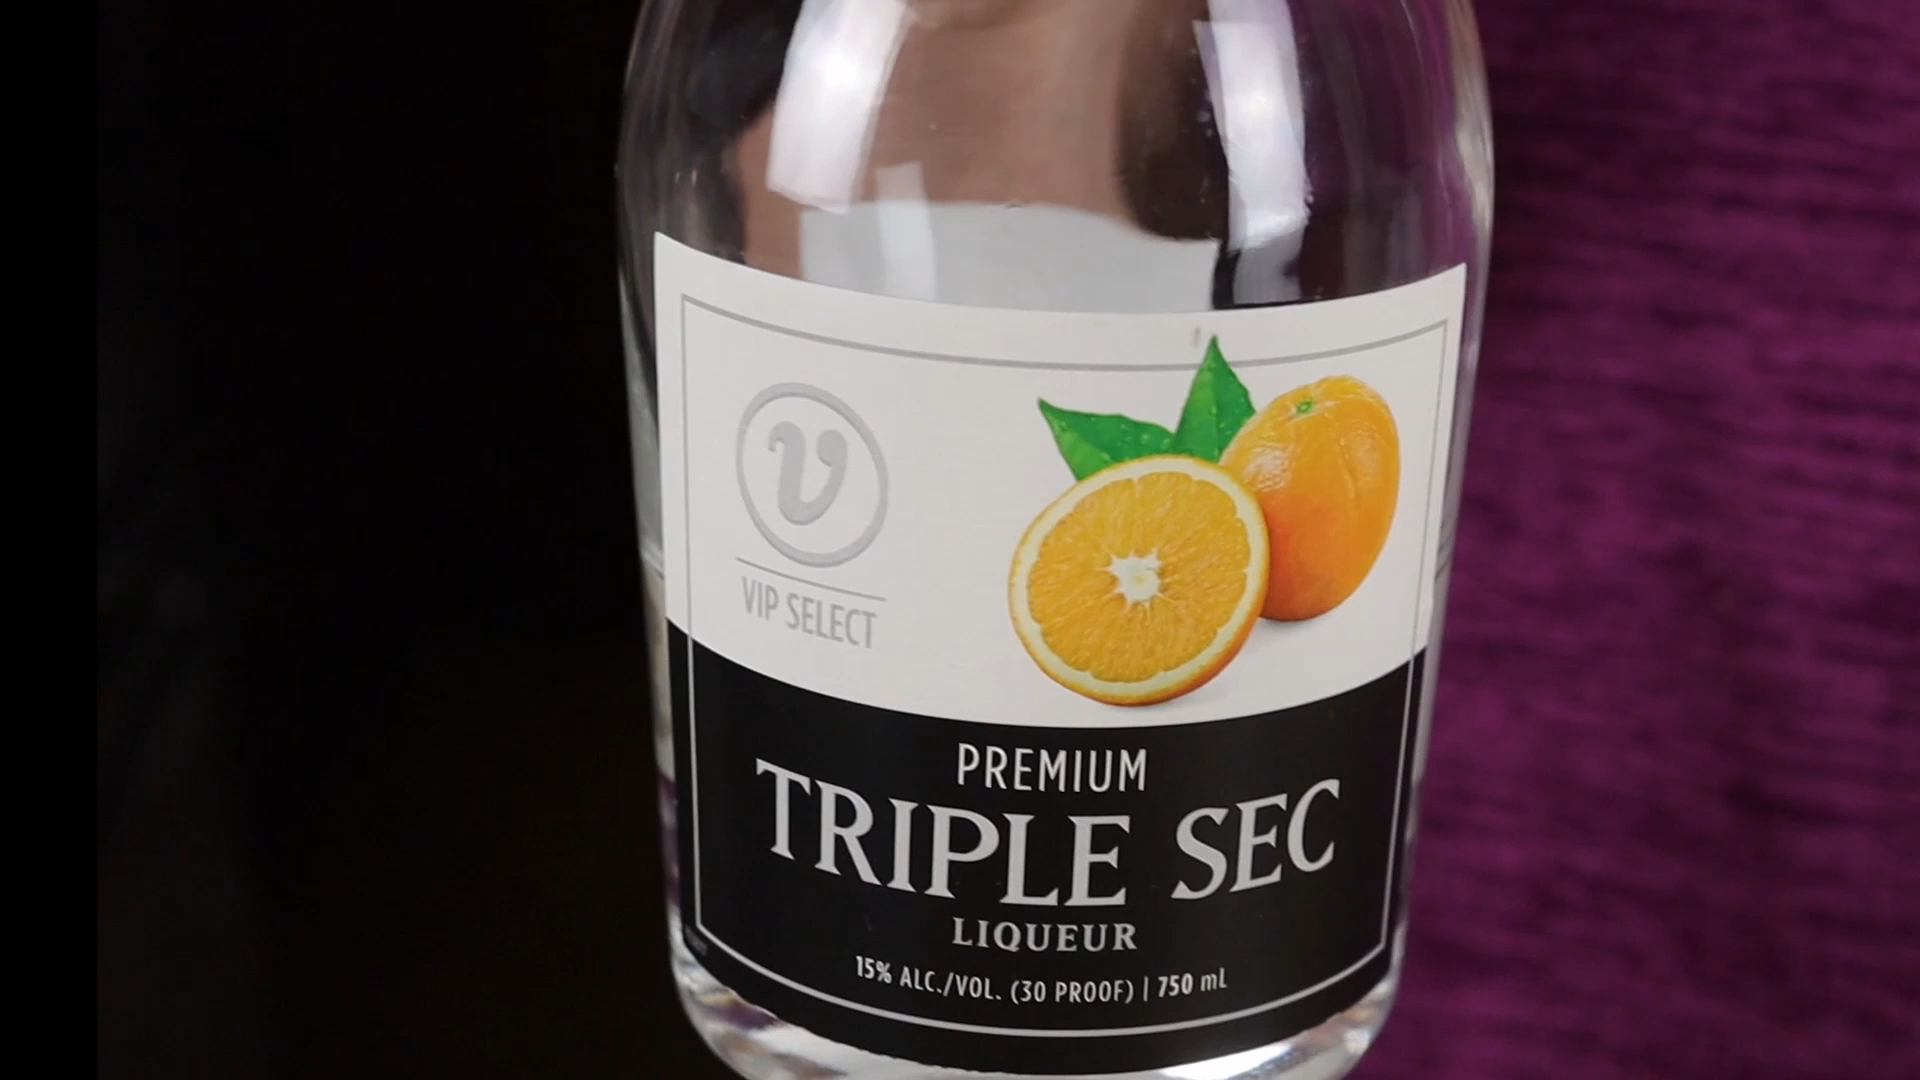 V
VIP SELECT
PREMIUM
TRIPLE SEC
LIQUEUR
15% ALC./VOL. (30 PROOF) | 750 mL